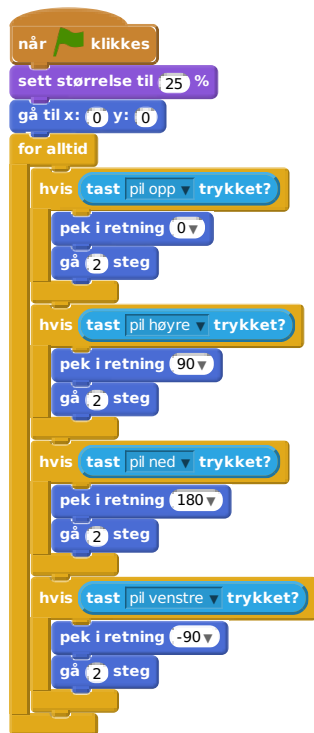 når klikkes
sett størrelse til 25 %
gå til x: 0 y: 0
for alltid
hvis tast pil opp trykket?
pek i retning 0
gå 2 steg
hvis tast pil høyre trykket?
pek i retning 90
gå 2 steg
hvis tast pil ned trykket?
pek i retning 180
gå 2 steg
hvis tast pil venstre trykket?
pek i retning -90
gå 2 steg